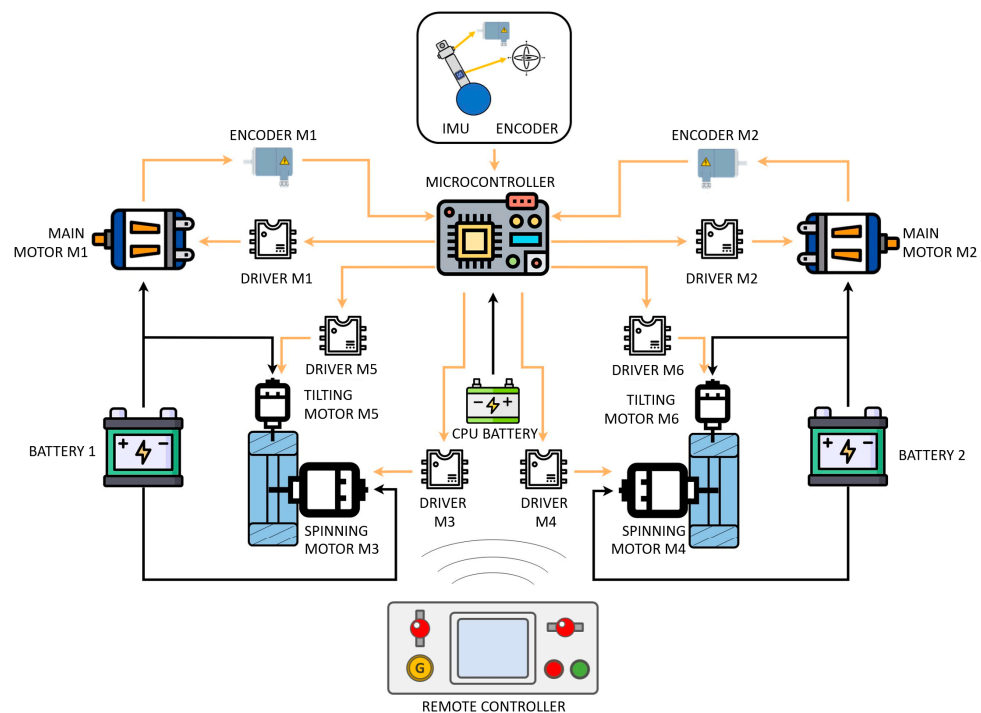 IMU ENCODER
ENCODER M1
ENCODER M2
MICROCONTROLLER
MAIN
MOTOR M1
MAIN
MOTOR M2
DRIVER M1
DRIVER M2
DRIVER M5
DRIVER M6
TILTING
MOTOR M5
TILTING
MOTOR M6
CPU BATTERY
BATTERY 1
BATTERY 2
DRIVER
M3
DRIVER
M4
SPINNING
MOTOR M3
SPINNING
MOTOR M4
G
REMOTE CONTROLLER